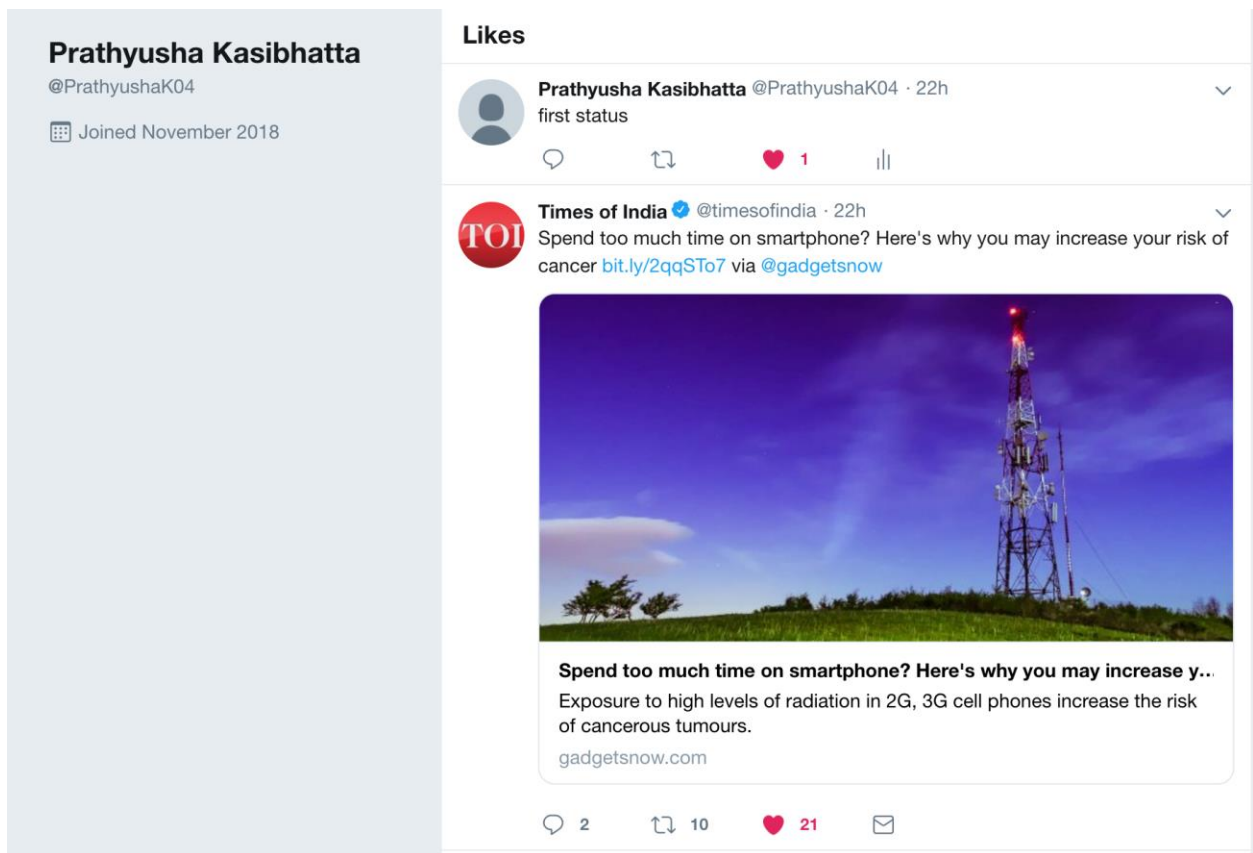 Prathyusha Kasibhatta
@PrathyushaK04
Joined November 2018
Likes
Prathyusha Kasibhatta @PrathyushaK04 · 22h
first status
1
TOI
Times of India @timesofindia · 22h
Spend too much time on smartphone? Here's why you may increase your risk of
cancer bit.ly/2qqSTo7 via @gadgetsnow
Spend too much time on smartphone? Here's why you may increase y...
Exposure to high levels of radiation in 2G, 3G cell phones increase the risk
of cancerous tumours.
gadgetsnow.com
2 10 21